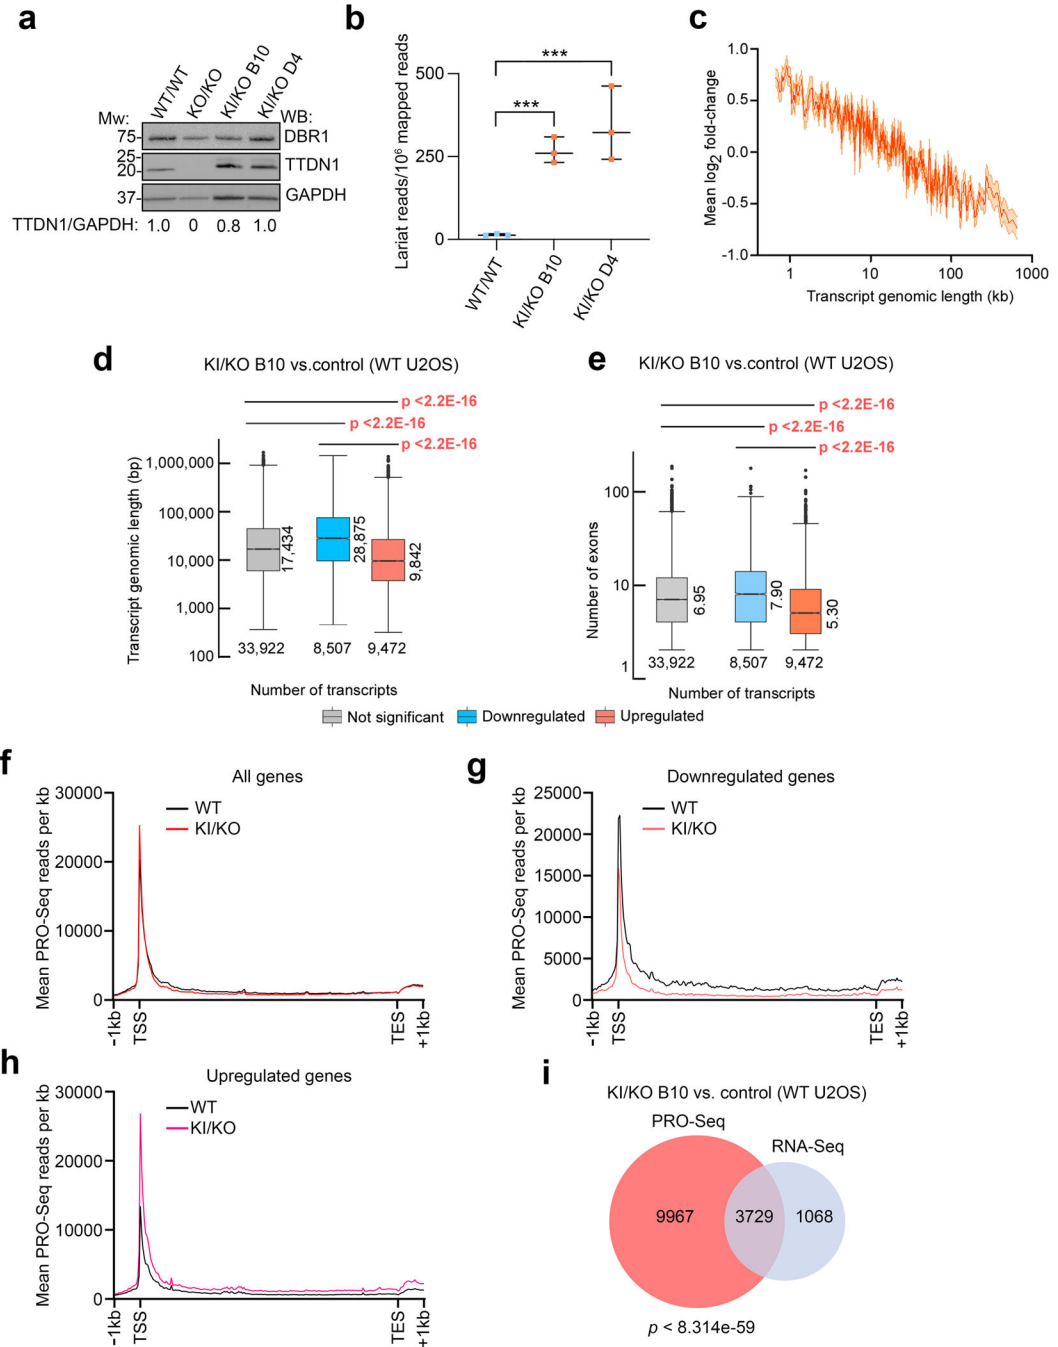 a
WT/WT
KO/KO
KI/KO B10
KI/KO D4
Mw:
WB:
75
DBR1
25
20
TTDN1
37
GAPDH
TTDN1/GAPDH: 1.0 0 0.8 1.0
b
Lariat reads/10⁶ mapped reads
500
250
0
***
***
WT/WT
KI/KO B10
KI/KO D4
c
Mean log₂ fold-change
1.0
0.5
0.0
-0.5
-1.0
1 10 100 1000
Transcript genomic length (kb)
d
KI/KO B10 vs.control (WT U2OS)
p <2.2E-16
p <2.2E-16
p <2.2E-16
Transcript genomic length (bp)
1,000,000
100,000
10,000
1,000
100
17,434
28,875
9,842
33,922 8,507 9,472
Number of transcripts
e
KI/KO B10 vs.control (WT U2OS)
p <2.2E-16
p <2.2E-16
p <2.2E-16
Number of exons
100
10
1
6.95
7.90
5.30
33,922 8,507 9,472
Number of transcripts
Not significant Downregulated Upregulated
f
All genes
Mean PRO-Seq reads per kb
30000
20000
10000
0
WT
KI/KO
-1kb
TSS
TES
+1kb
g
Downregulated genes
Mean PRO-Seq reads per kb
25000
20000
15000
10000
5000
0
WT
KI/KO
-1kb
TSS
TES
+1kb
h
Upregulated genes
Mean PRO-Seq reads per kb
30000
20000
10000
0
WT
KI/KO
-1kb
TSS
TES
+1kb
i
KI/KO B10 vs. control (WT U2OS)
PRO-Seq
RNA-Seq
9967 3729 1068
p < 8.314e-59